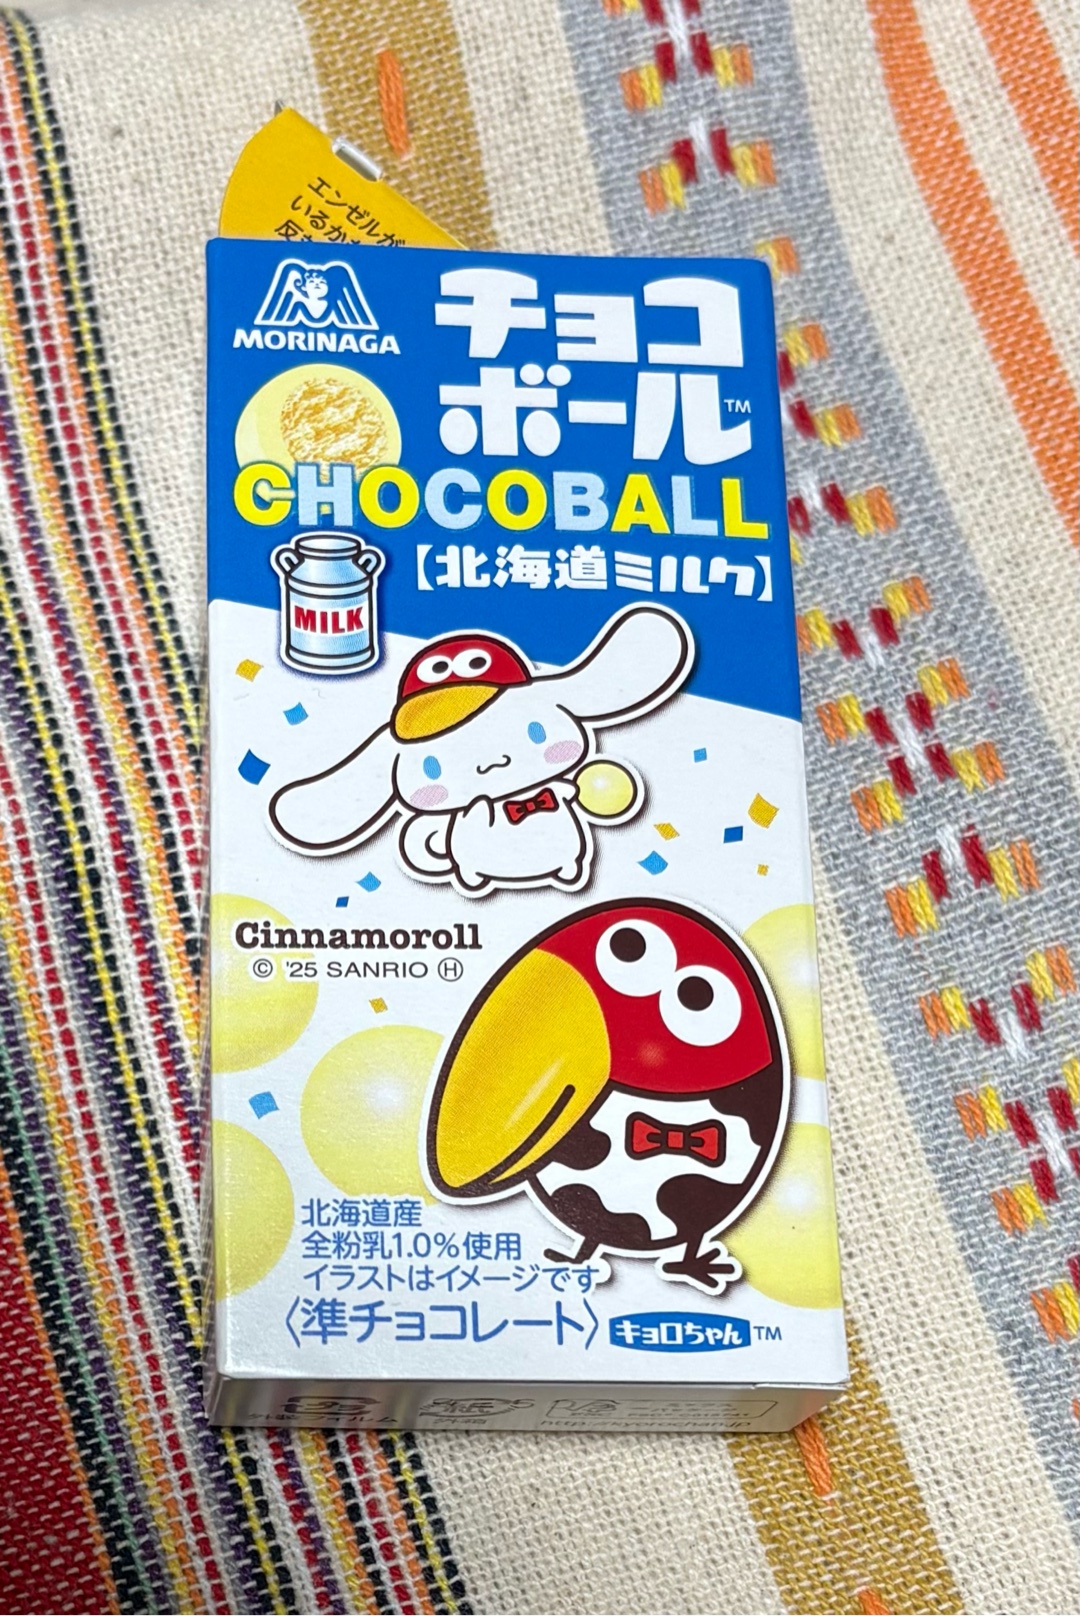 エンゼルが
いるかな
MORINAGA
チョコ
ボール™
CHOCOBALL
【北海道ミルク】
MILK
Cinnamoroll
© '25 SANRIO Ⓗ
北海道産
全粉乳1.0%使用
イラストはイメージです
〈準チョコレート〉
キョロちゃん™